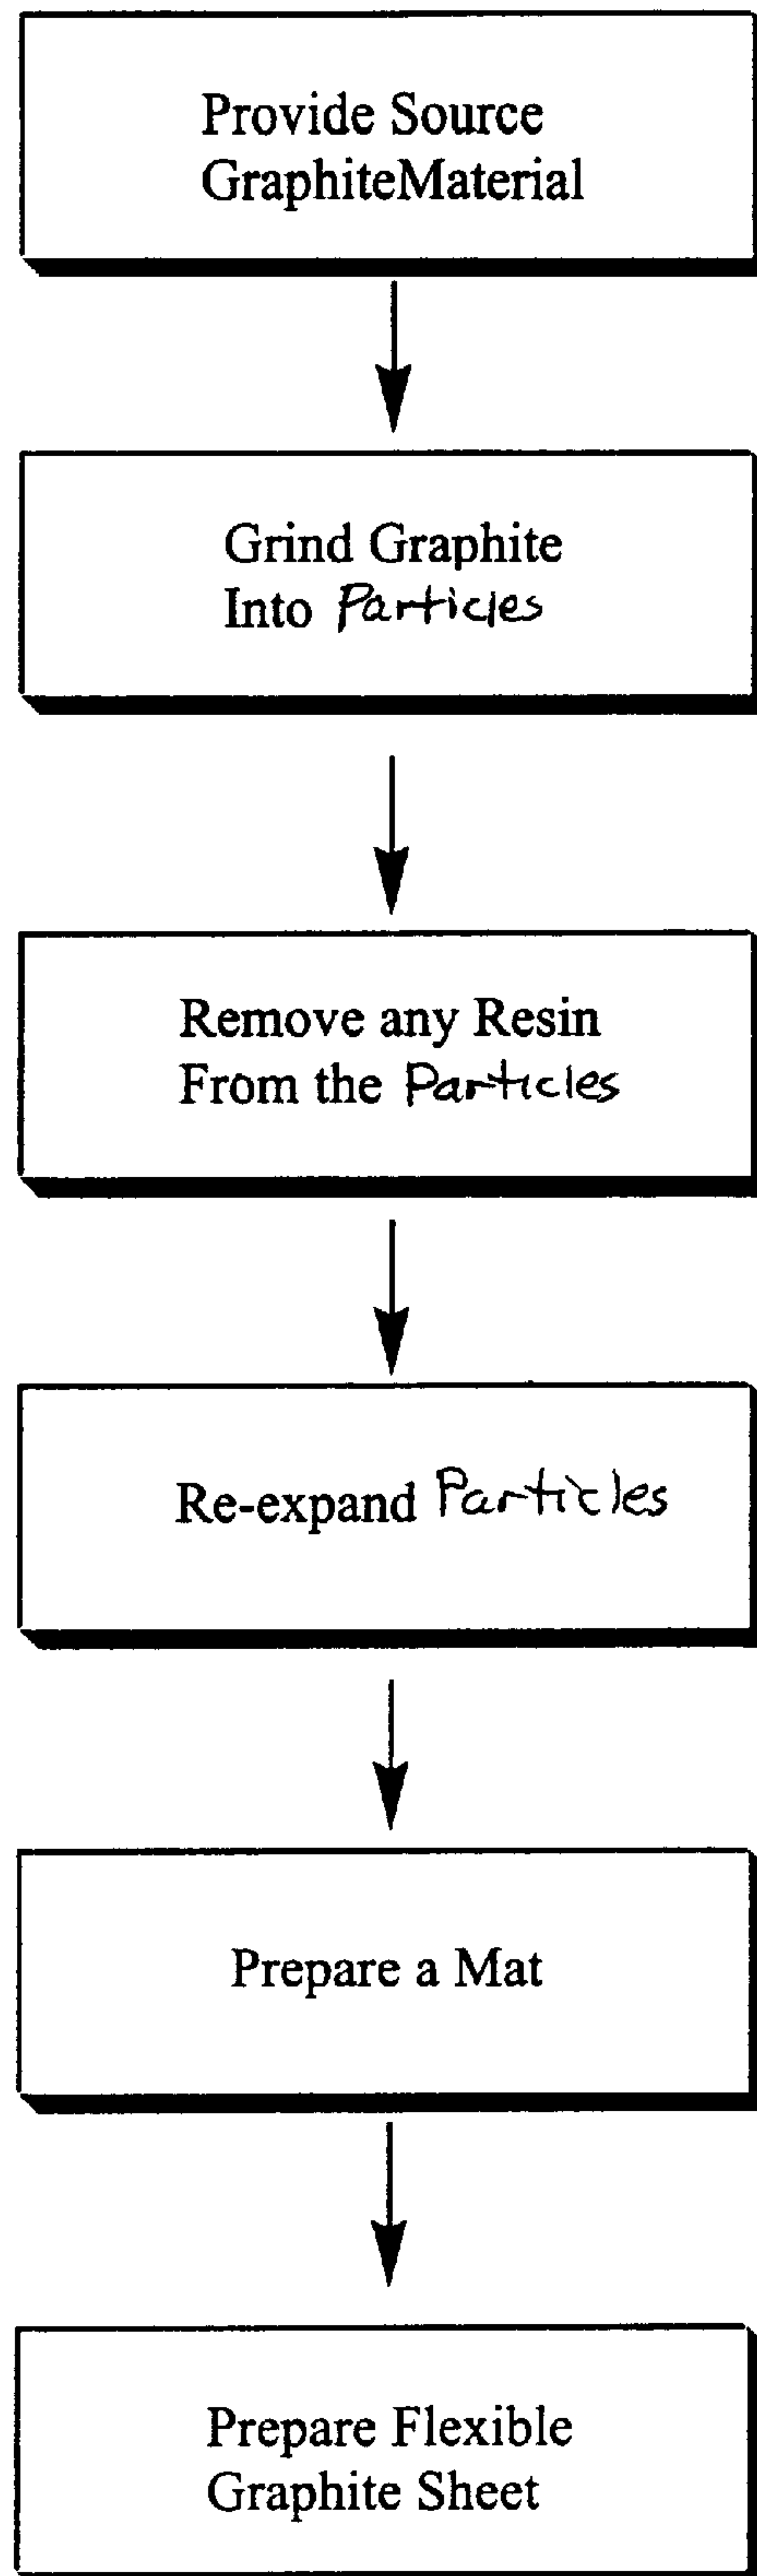 Provide Source
GraphiteMaterial
Grind Graphite
Into Particles
Remove any Resin
From the Particles
Re-expand Particles
Prepare a Mat
Prepare Flexible
Graphite Sheet